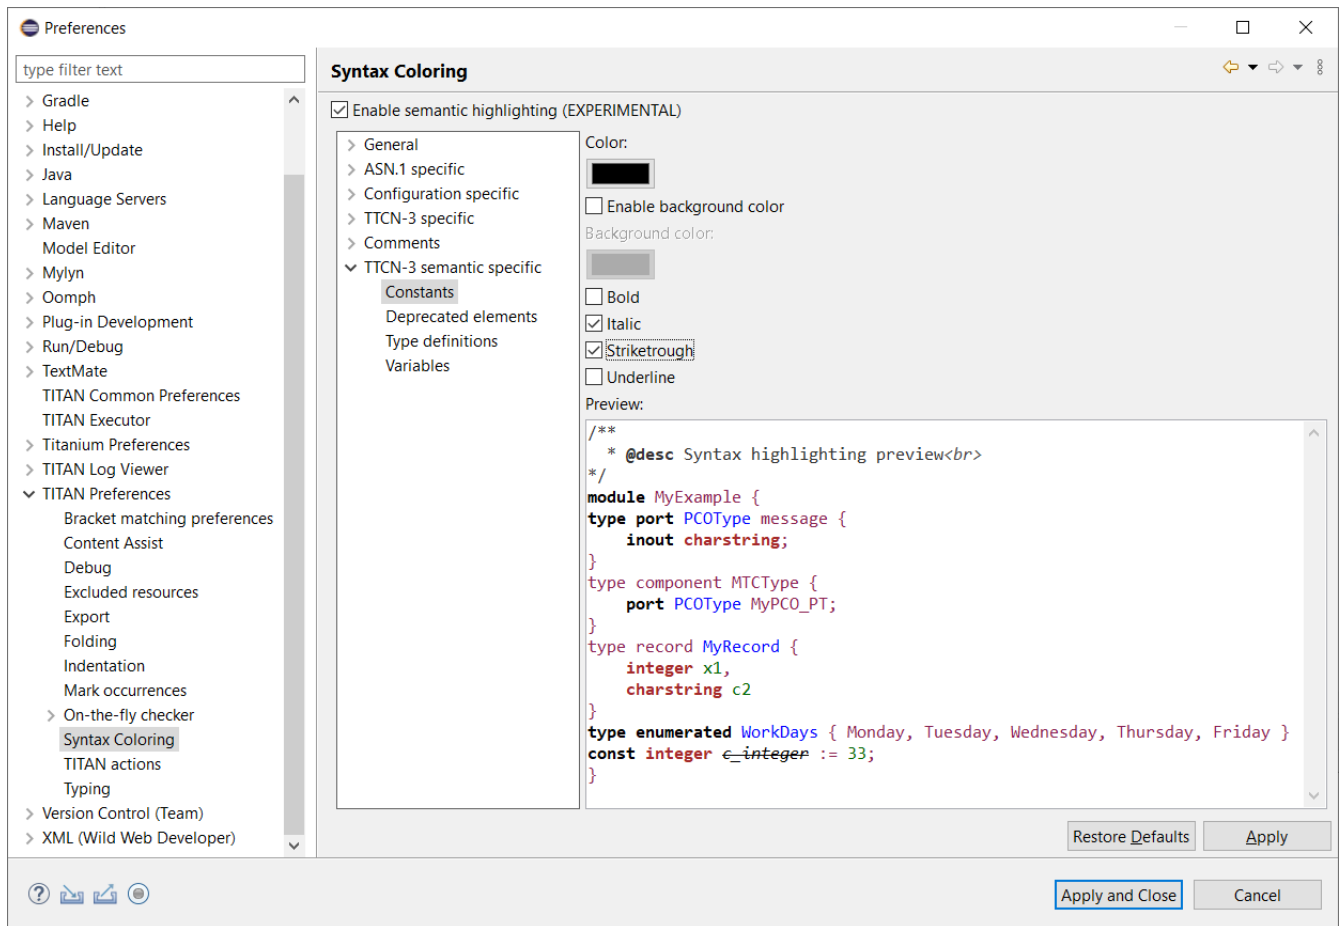 Preferences
type filter text
Gradle
Help
Install/Update
Java
Language Servers
Maven
Model Editor
Mylyn
Oomph
Plug-in Development
Run/Debug
TextMate
TITAN Common Preferences
TITAN Executor
Titanium Preferences
TITAN Log Viewer
TITAN Preferences
Bracket matching preferences
Content Assist
Debug
Excluded resources
Export
Folding
Indentation
Mark occurrences
On-the-fly checker
Syntax Coloring
TITAN actions
Typing
Version Control (Team)
XML (Wild Web Developer)
Syntax Coloring
Enable semantic highlighting (EXPERIMENTAL)
General
ASN.1 specific
Configuration specific
TTCN-3 specific
Comments
TTCN-3 semantic specific
Constants
Deprecated elements
Type definitions
Variables
Color:
Enable background color
Background color:
Bold
Italic
Striketrough
Underline
Preview:
/**
* @desc Syntax highlighting preview<br>
*/
module MyExample {
type port PCOType message {
inout charstring;
}
type component MTCType {
port PCOType MyPCO_PT;
}
type record MyRecord {
integer x1,
charstring c2
}
type enumerated WorkDays { Monday, Tuesday, Wednesday, Thursday, Friday }
const integer c_integer := 33;
}
Restore Defaults
Apply
?
Apply and Close
Cancel